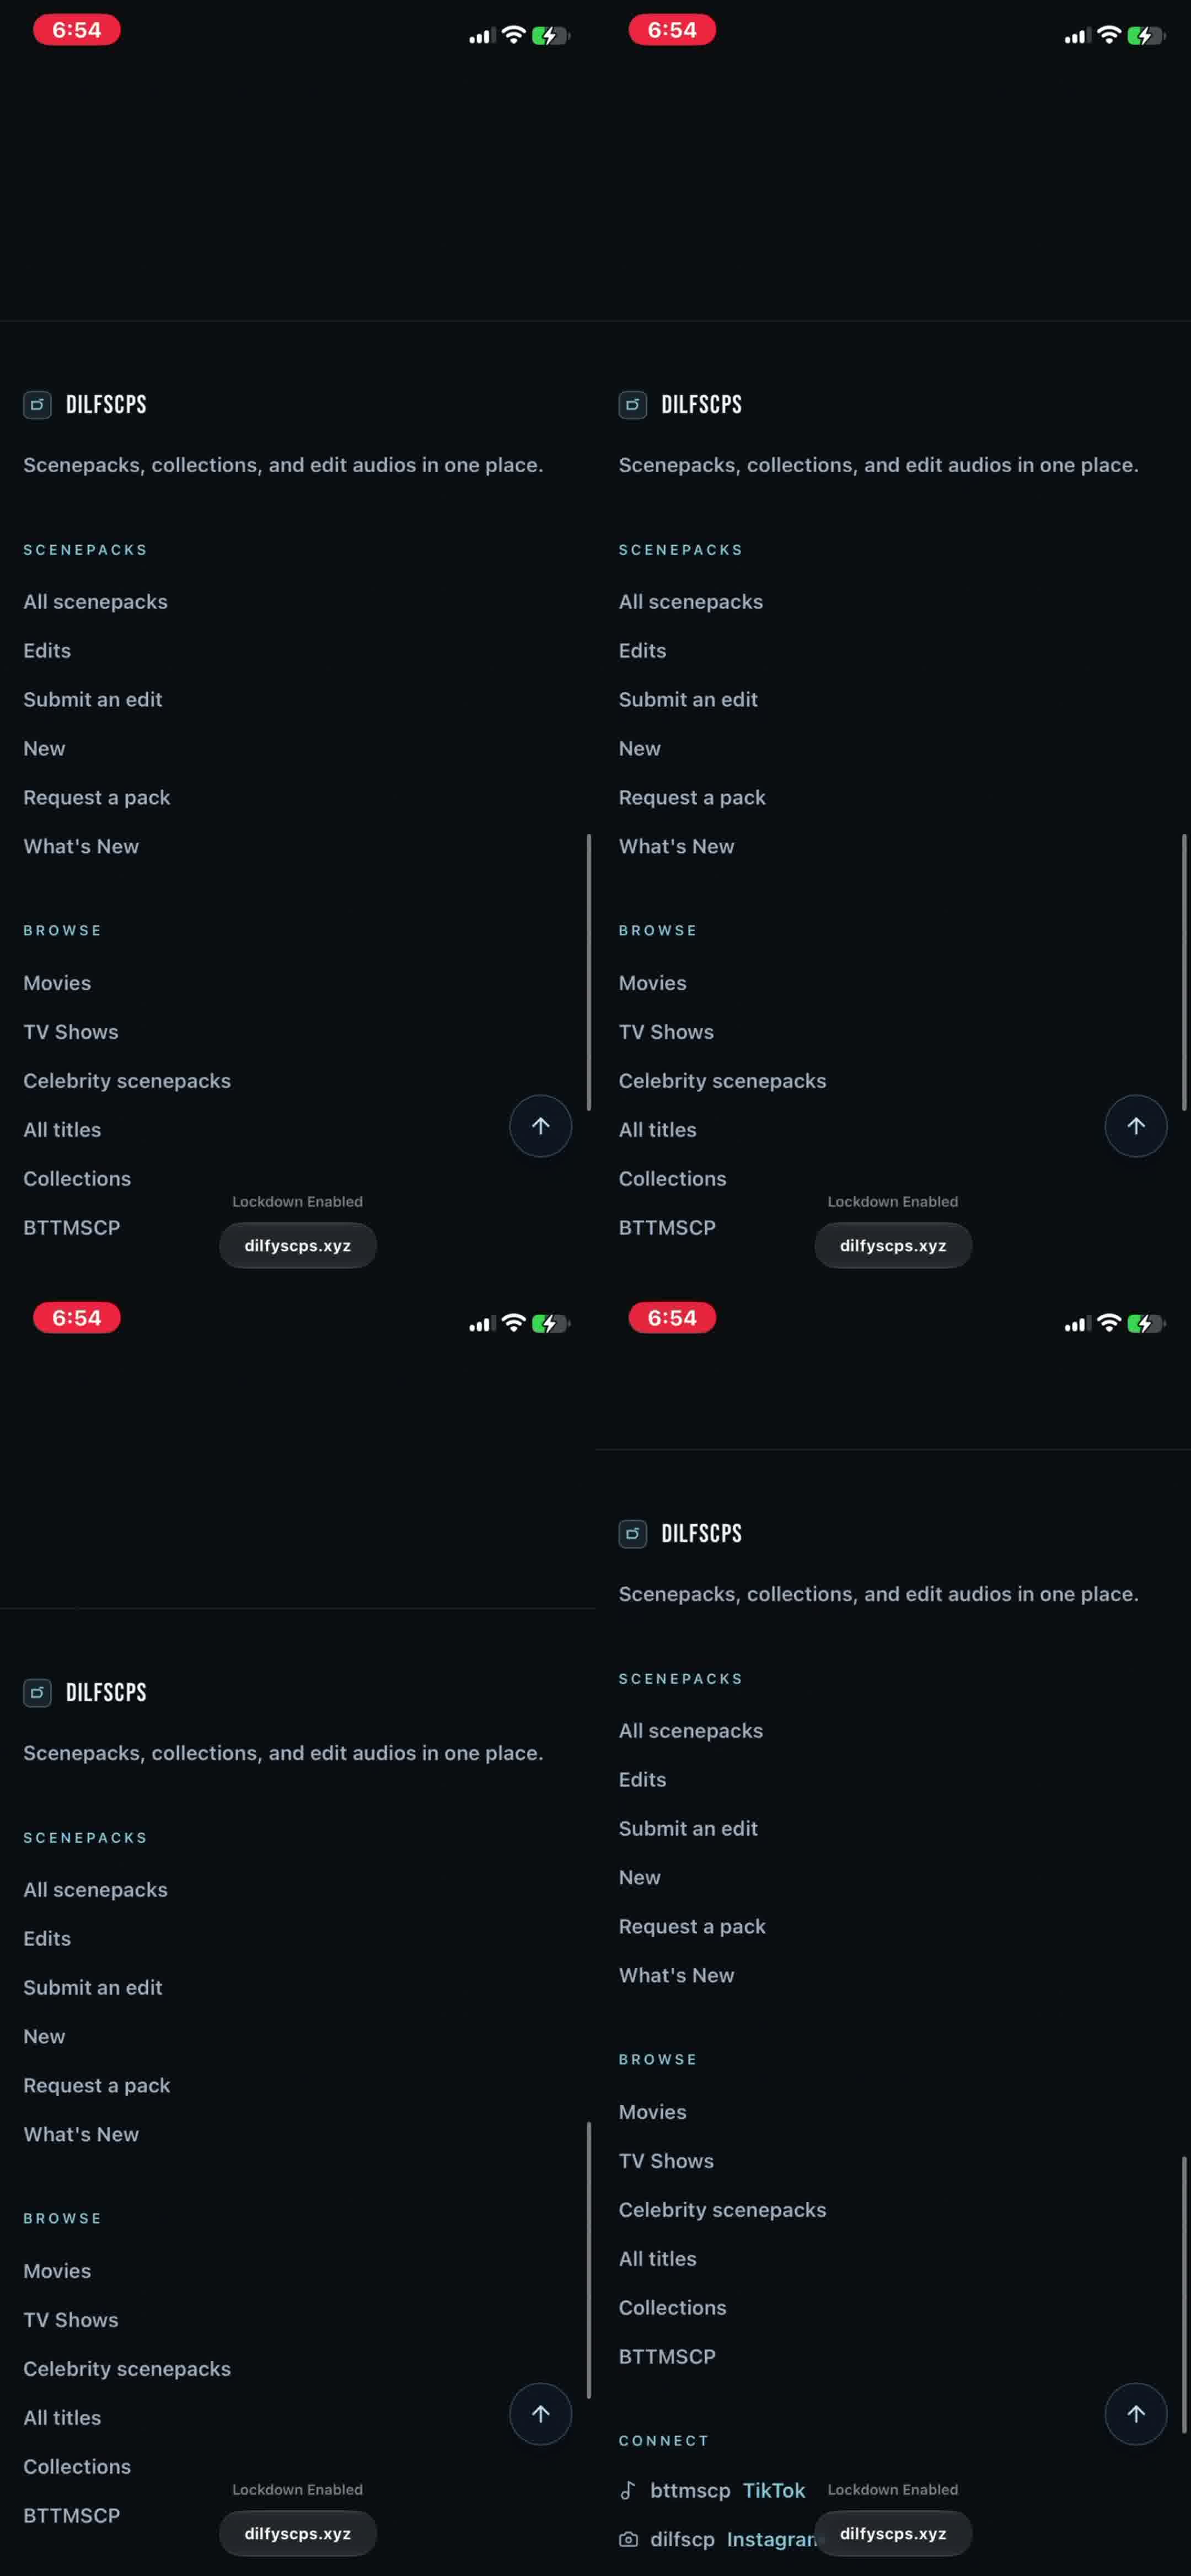 6:54
DILFSCPS
Scenepacks, collections, and edit audios in one place.
SCENEPACKS
All scenepacks
Edits
Submit an edit
New
Request a pack
What's New
BROWSE
Movies
TV Shows
Celebrity scenepacks
All titles
Collections
BTTMSCP
Lockdown Enabled
dilfyscps.xyz
6:54
DILFSCPS
Scenepacks, collections, and edit audios in one place.
SCENEPACKS
All scenepacks
Edits
Submit an edit
New
Request a pack
What's New
BROWSE
Movies
TV Shows
Celebrity scenepacks
All titles
Collections
BTTMSCP
Lockdown Enabled
dilfyscps.xyz
6:54
DILFSCPS
Scenepacks, collections, and edit audios in one place.
SCENEPACKS
All scenepacks
Edits
Submit an edit
New
Request a pack
What's New
BROWSE
Movies
TV Shows
Celebrity scenepacks
All titles
Collections
BTTMSCP
Lockdown Enabled
dilfyscps.xyz
6:54
DILFSCPS
Scenepacks, collections, and edit audios in one place.
SCENEPACKS
All scenepacks
Edits
Submit an edit
New
Request a pack
What's New
BROWSE
Movies
TV Shows
Celebrity scenepacks
All titles
Collections
BTTMSCP
CONNECT
bttmscp TikTok
dilfscp Instagram
Lockdown Enabled
dilfyscps.xyz